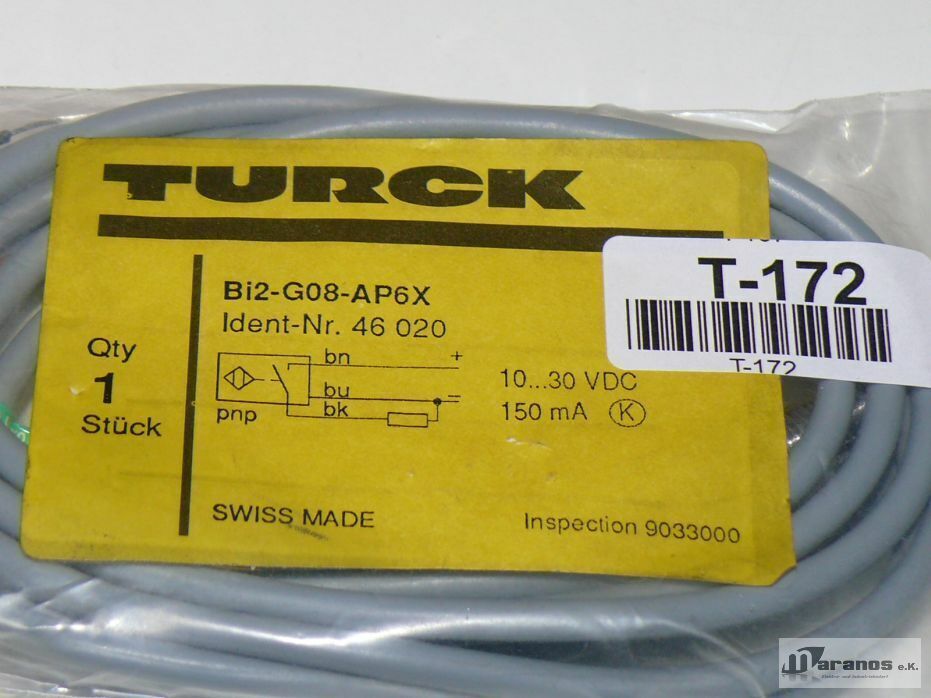 TURCK
T-172
T-172
Bi2-G08-AP6X
Ident-Nr. 46 020
Qty
1
Stück
bn
+
bu
−
bk
pnp
10...30 VDC
150 mA K
SWISS MADE
Inspection 9033000
Maranos e.K.